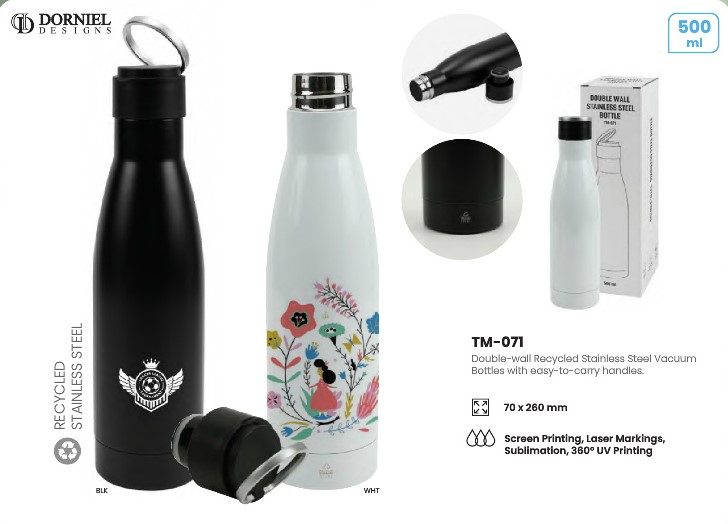 DORNIEL
DESIGNS
500
ml
DOUBLE WALL
STAINLESS STEEL
BOTTLE
TM-071
RECYCLED
STAINLESS STEEL
TM-071
Double-wall Recycled Stainless Steel Vacuum
Bottles with easy-to-carry handles.
70 x 260 mm
Screen Printing, Laser Markings,
Sublimation, 360° UV Printing
BLK
WHT